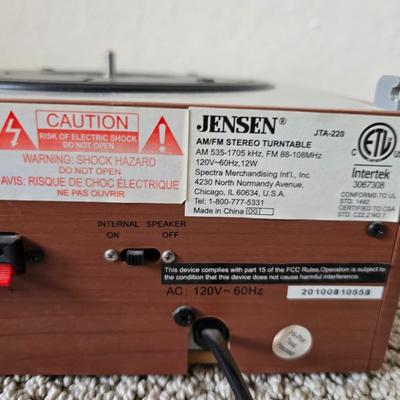 CAUTION
RISK OF ELECTRIC SHOCK
DO NOT OPEN
WARNING: SHOCK HAZARD
DO NOT OPEN
AVIS: RISQUE DE CHOC ÉLECTRIQUE
NE PAS OUVRIR
JENSEN® JTA-220
AM/FM STEREO TURNTABLE
AM 535-1705 kHz, FM 88-108MHz
120V~60Hz, 12W
Spectra Merchandising Int'l., Inc.
4230 North Normandy Avenue,
Chicago, IL 60634, U.S.A.
Tel: 1-800-777-5331
Made in China
ETL
C US
Intertek
3067308
CONFORMS TO UL
STD. 1492
CERTIFIED TO CSA
STD. C22.2 NO.1
INTERNAL SPEAKER
ON OFF
This device complies with part 15 of the FCC Rules. Operation is subject to
the condition that this device does not cause harmful interference.
AC: 120V~60Hz
20100810558